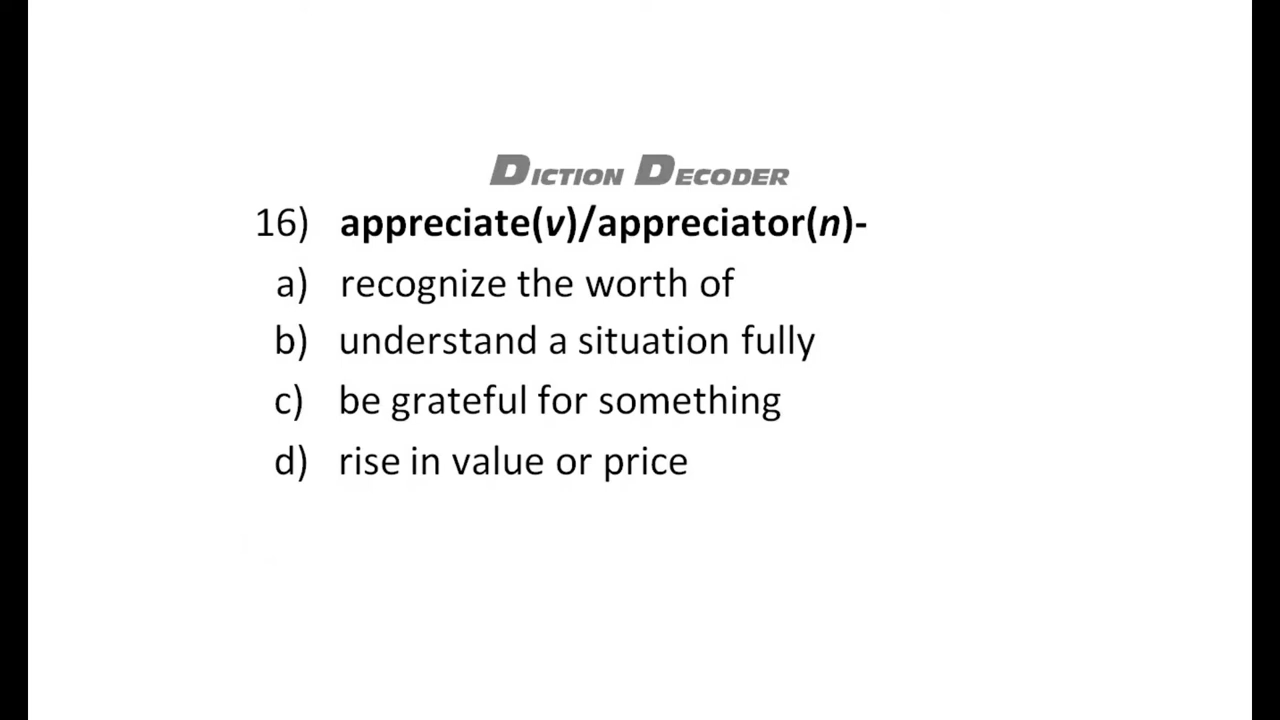 DICTION DECODER
16) appreciate(v)/appreciator(n)-
a) recognize the worth of
b) understand a situation fully
c) be grateful for something
d) rise in value or price